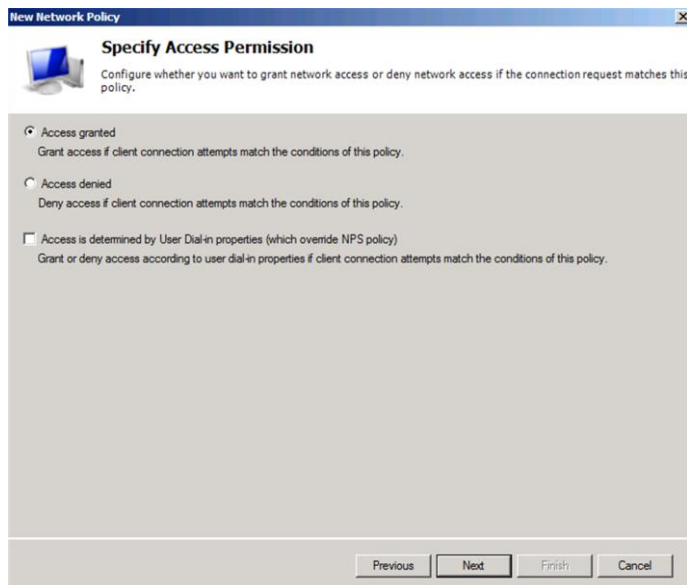 New Network Policy
Specify Access Permission
Configure whether you want to grant network access or deny network access if the connection request matches this
policy.
Access granted
Grant access if client connection attempts match the conditions of this policy.
Access denied
Deny access if client connection attempts match the conditions of this policy.
Access is determined by User Dial-in properties (which override NPS policy)
Grant or deny access according to user dial-in properties if client connection attempts match the conditions of this policy.
Previous Next Finish Cancel